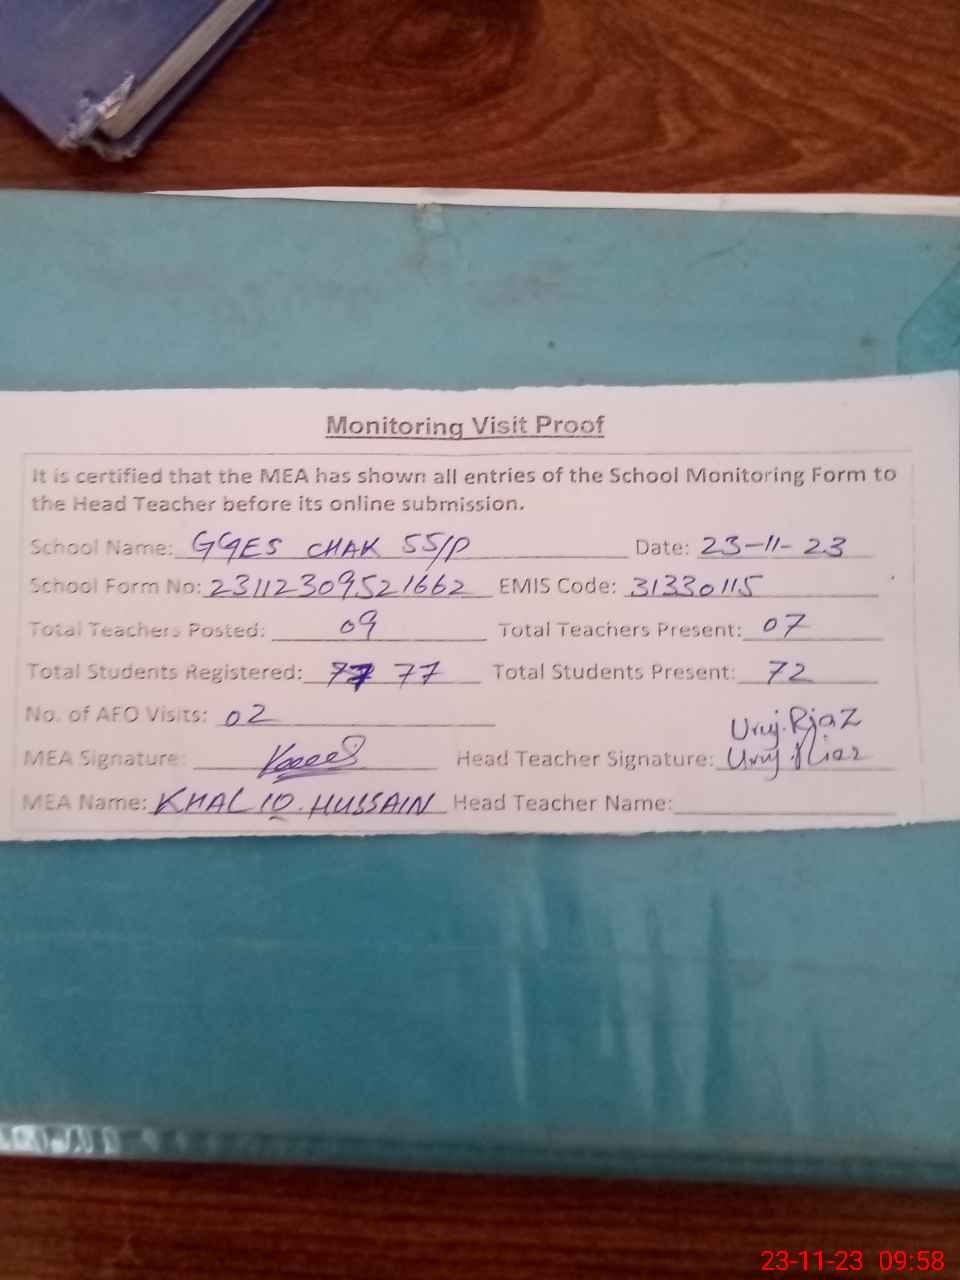 Monitoring Visit Proof
It is certified that the MEA has shown all entries of the School Monitoring Form to
the Head Teacher before its online submission.
School Name: GGES CHAK 55/P Date: 23-11-23
School Form No: 2311230952166​2 EMIS Code: 31330115
Total Teachers Posted: 09 Total Teachers Present: 07
Total Students Registered: 77 77 Total Students Present: 72
No. of AEO Visits: 02
Uruj.Riaz
MEA Signature: Head Teacher Signature: Uruj Riaz
MEA Name: KHALIQ.HUSSAIN Head Teacher Name:
23-11-23 09:58